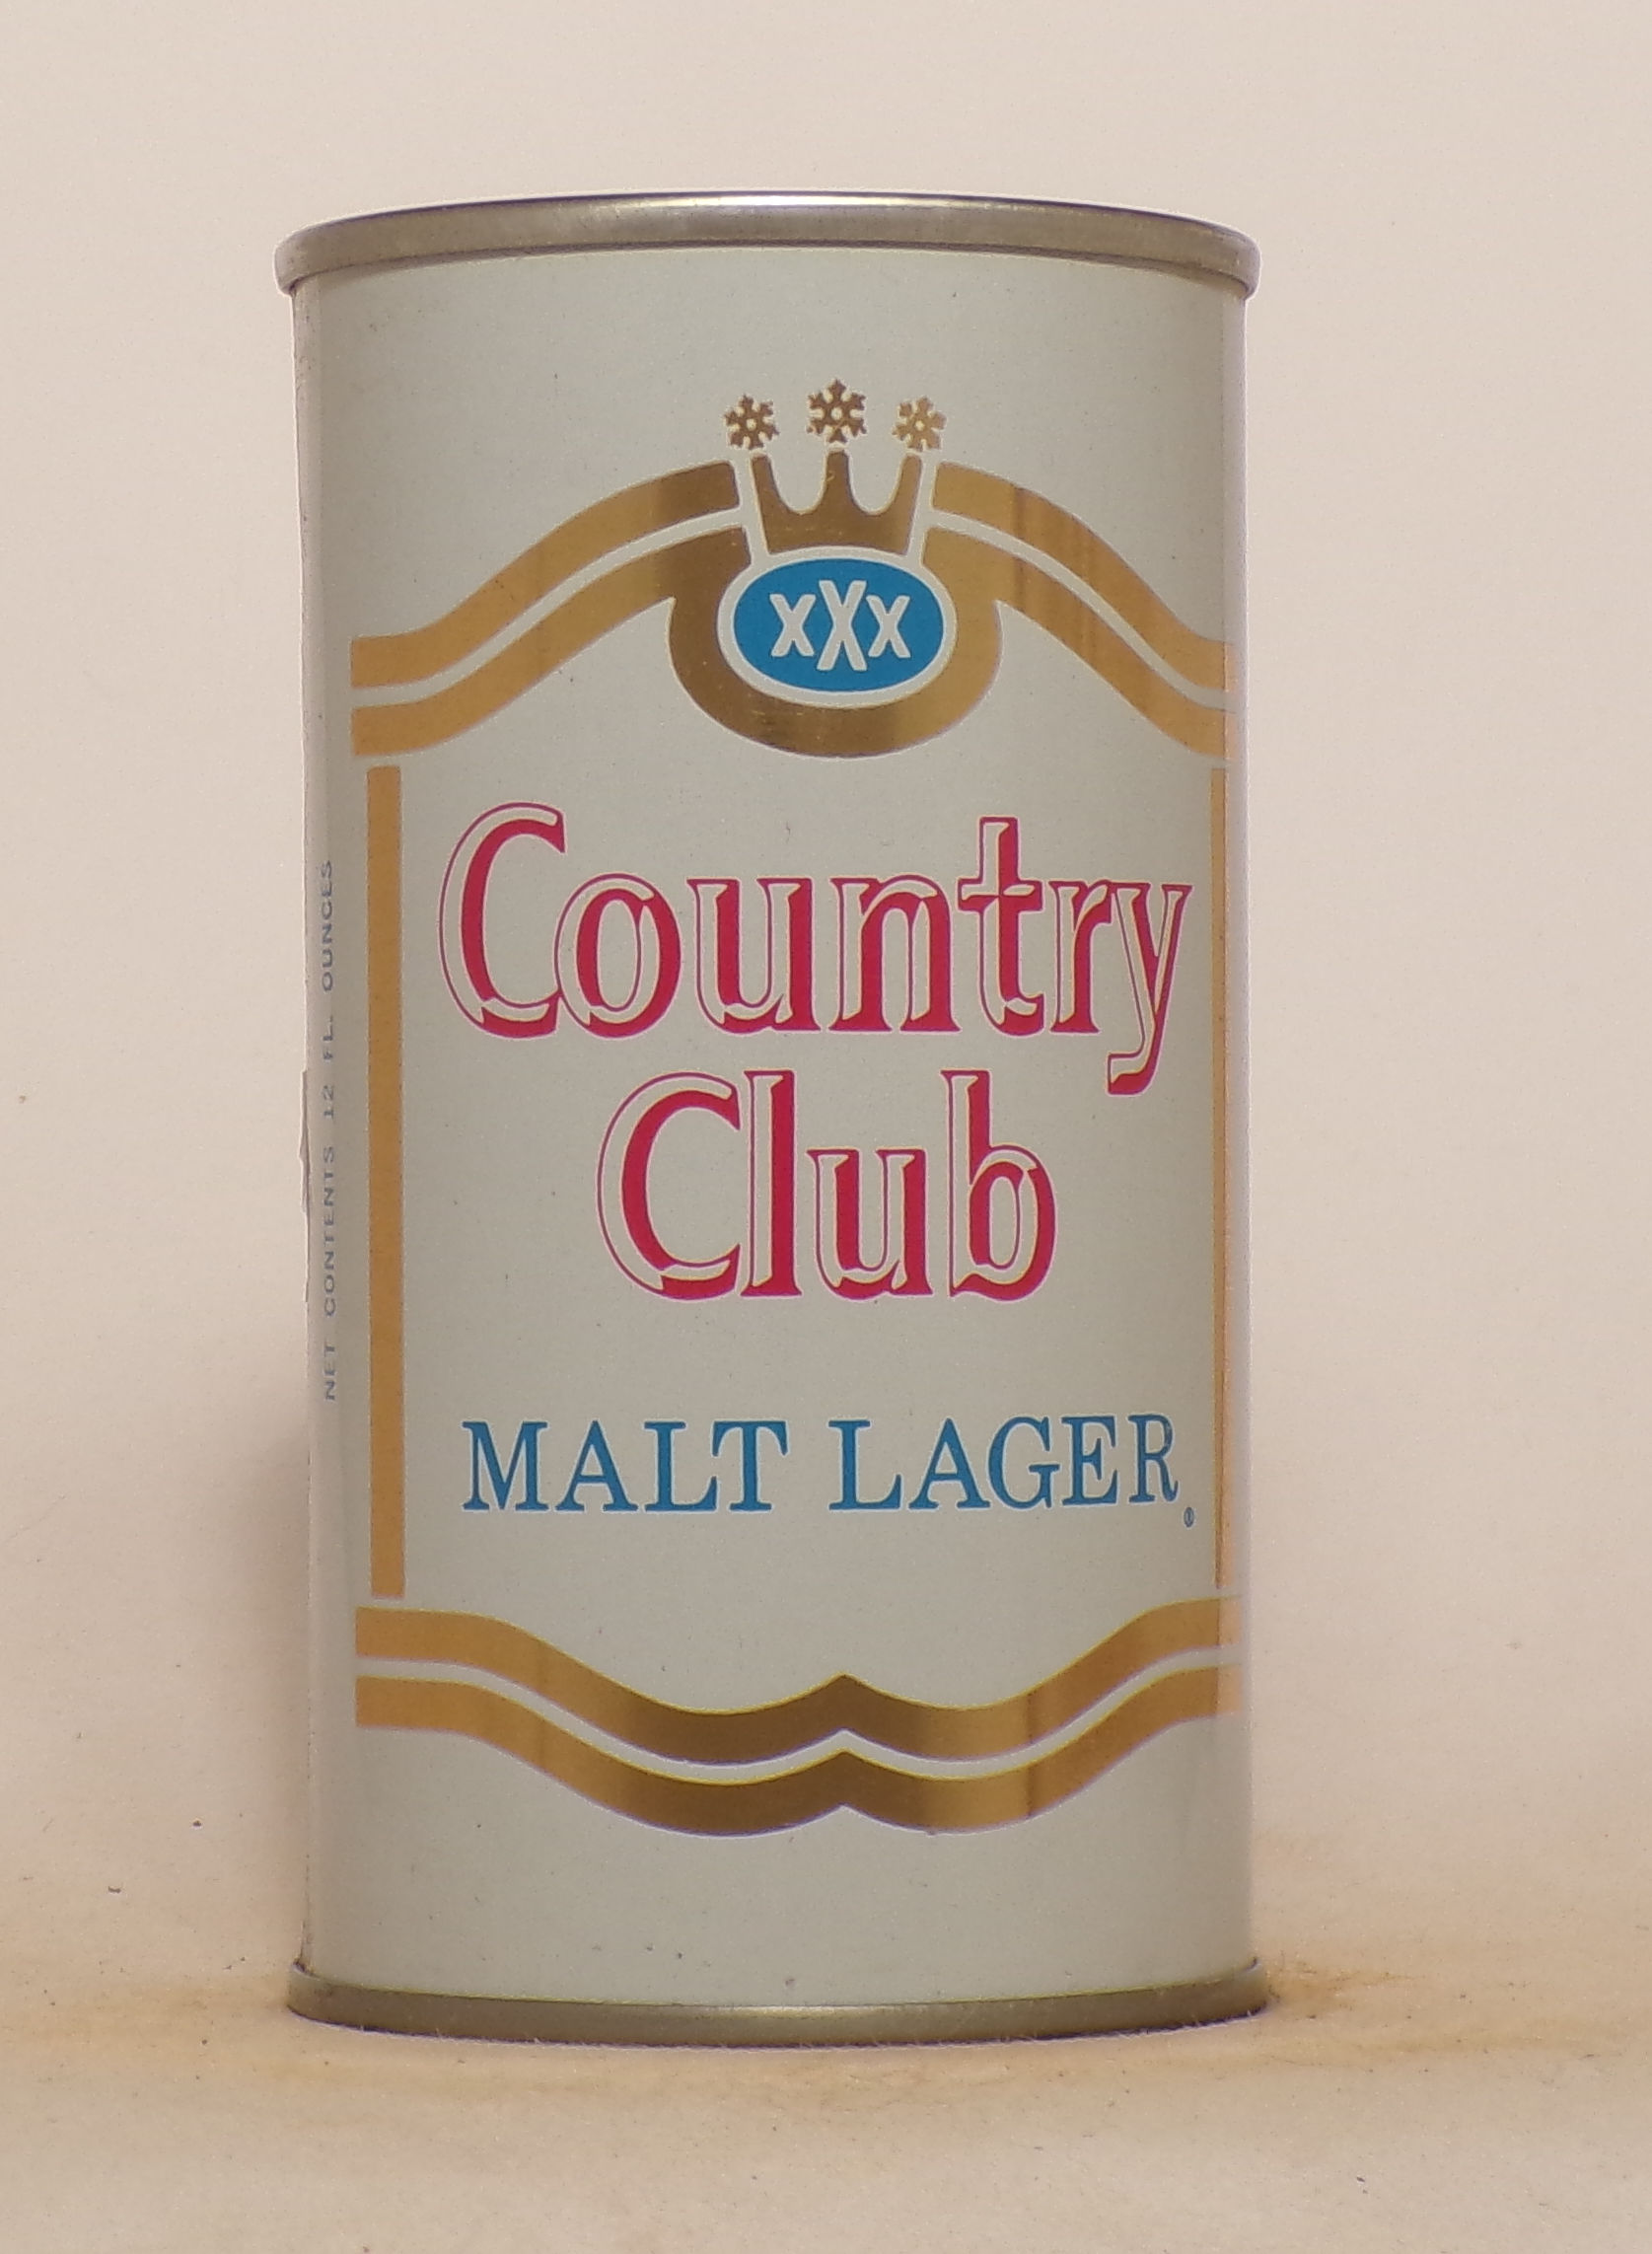 xXx
Country
Club
MALT LAGER®
NET CONTENTS 12 FL. OUNCES